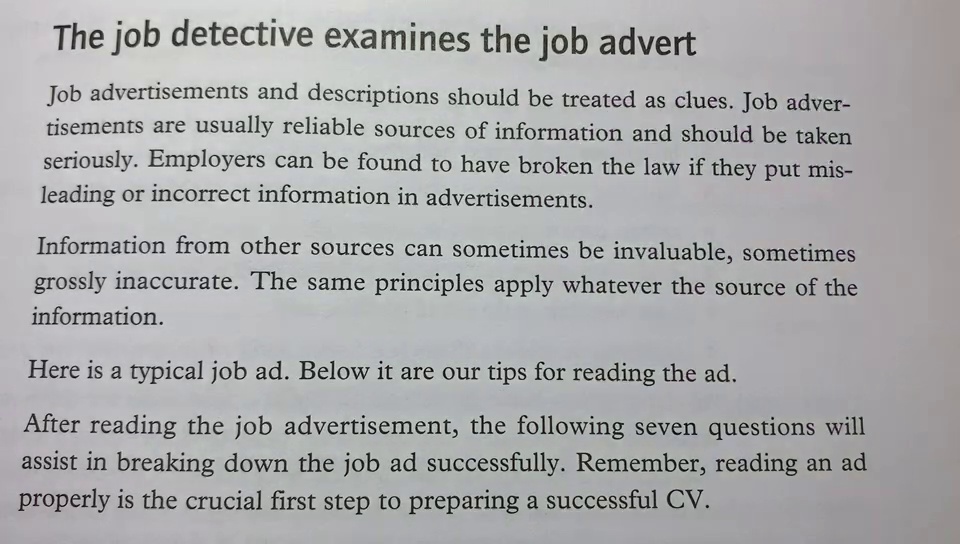 The job detective examines the job advert
Job advertisements and descriptions should be treated as clues. Job adver-
tisements are usually reliable sources of information and should be taken
seriously. Employers can be found to have broken the law if they put mis-
leading or incorrect information in advertisements.
Information from other sources can sometimes be invaluable, sometimes
grossly inaccurate. The same principles apply whatever the source of the
information.
Here is a typical job ad. Below it are our tips for reading the ad.
After reading the job advertisement, the following seven questions will
assist in breaking down the job ad successfully. Remember, reading an ad
properly is the crucial first step to preparing a successful CV.